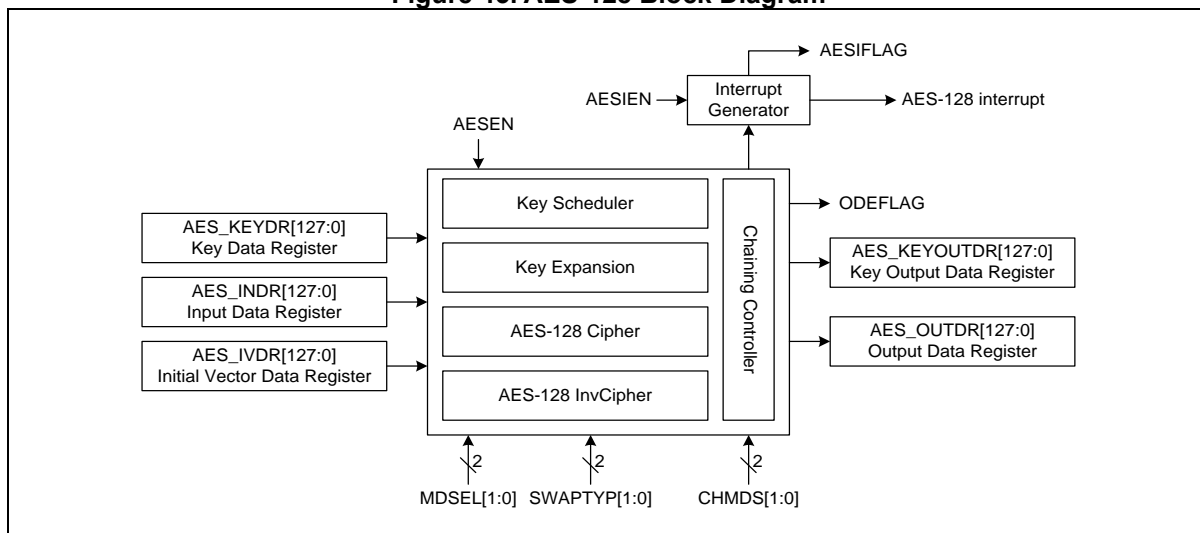 AESIFLAG
AESIEN
Interrupt
Generator
AES-128 interrupt
AESEN
Key Scheduler
Key Expansion
AES-128 Cipher
AES-128 InvCipher
Chaining Controller
AES_KEYDR[127:0]
Key Data Register
AES_INDR[127:0]
Input Data Register
AES_IVDR[127:0]
Initial Vector Data Register
ODEFLAG
AES_KEYOUTDR[127:0]
Key Output Data Register
AES_OUTDR[127:0]
Output Data Register
2
2
2
MDSEL[1:0]
SWAPTYP[1:0]
CHMDS[1:0]